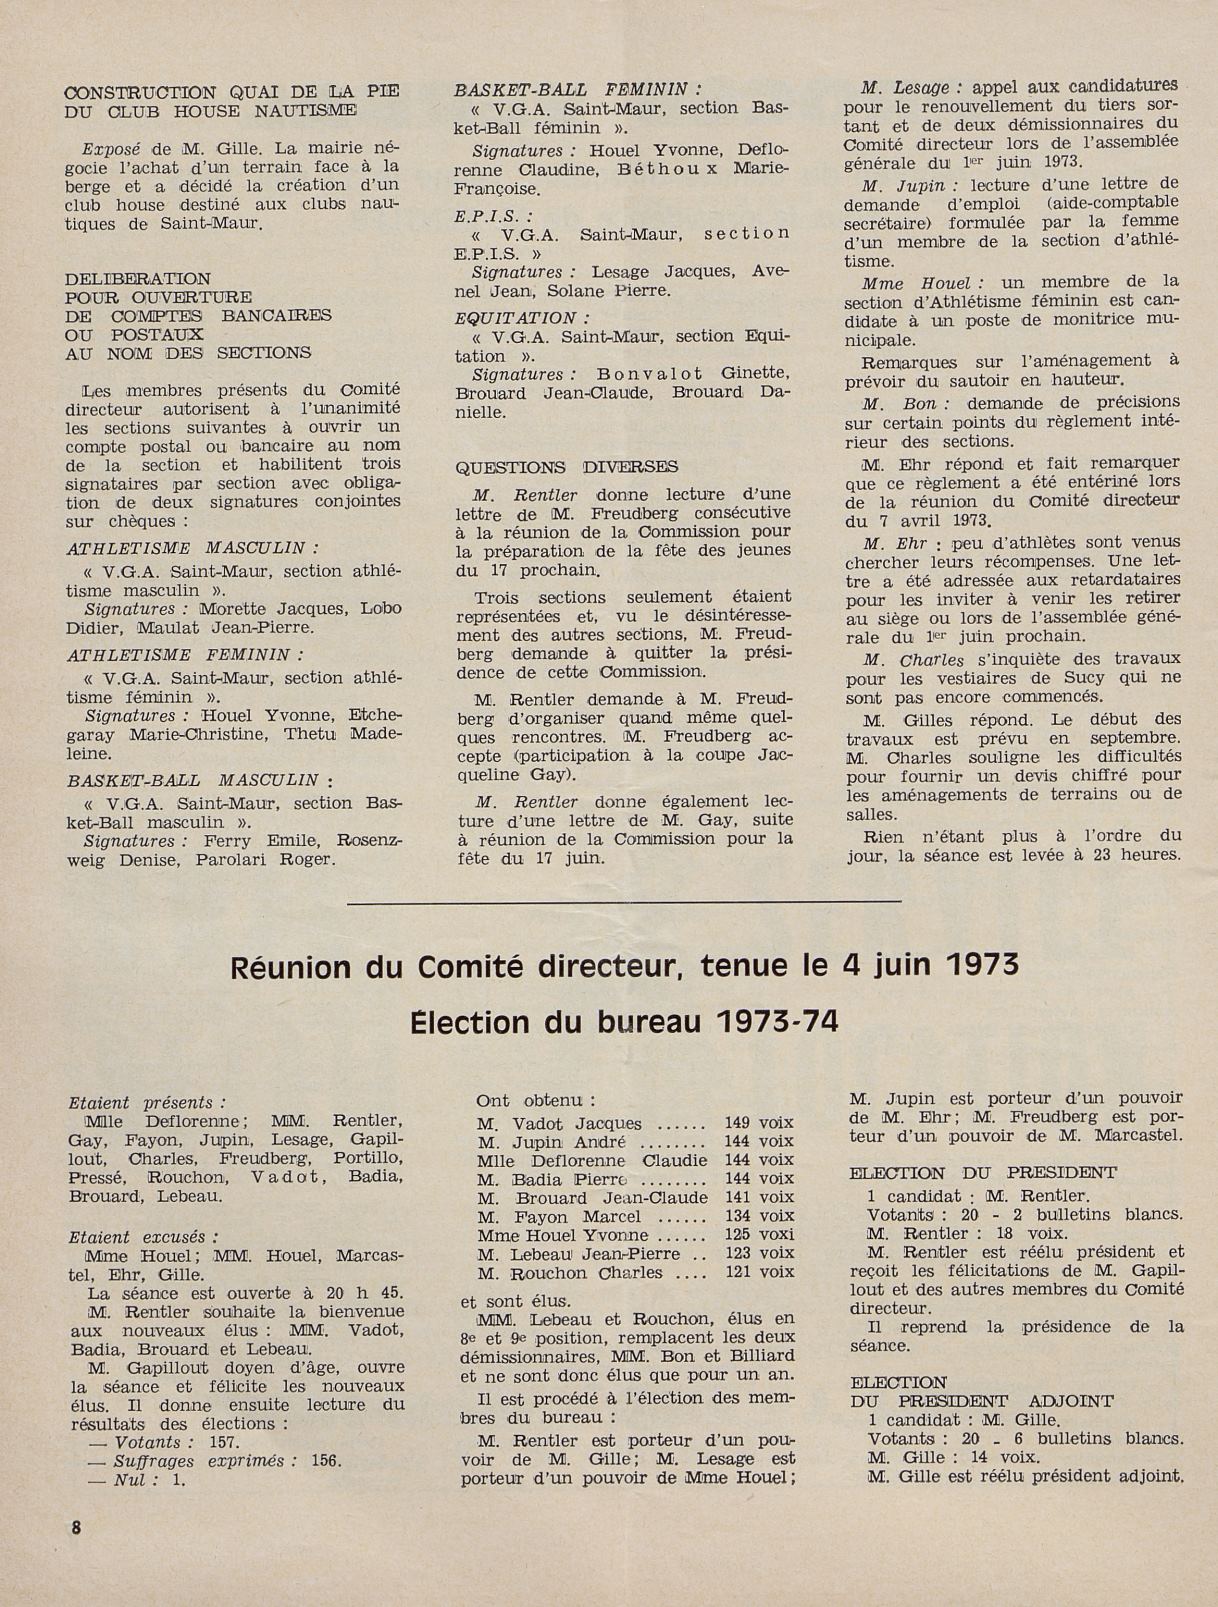 CONSTRUCTION QUAI DE LA PIE
DU CLUB HOUSE NAUTISME
Exposé de M. Gille. La mairie né-
gocie l'achat d'un terrain face à la
berge et a décidé la création d'un
club house destiné aux clubs nau-
tiques de Saint-Maur.
DELIBERATION
POUR OUVERTURE
DE COMPTES BANCAIRES
OU POSTAUX
AU NOM DES SECTIONS
Les membres présents du Comité
directeur autorisent à l'unanimité
les sections suivantes à ouvrir un
compte postal ou bancaire au nom
de la section et habilitent trois
signataires par section avec obliga-
tion de deux signatures conjointes
sur chèques :
ATHLETISME MASCULIN :
« V.G.A. Saint-Maur, section athlé-
tisme masculin ».
Signatures : Morette Jacques, Lobo
Didier, Maulat Jean-Pierre.
ATHLETISME FEMININ :
« V.G.A. Saint-Maur, section athlé-
tisme féminin ».
Signatures : Houel Yvonne, Etche-
garay Marie-Christine, Thetu Made-
leine.
BASKET-BALL MASCULIN :
« V.G.A. Saint-Maur, section Bas-
ket-Ball masculin ».
Signatures : Ferry Emile, Rosenz-
weig Denise, Parolari Roger.
BASKET-BALL FEMININ :
« V.G.A. Saint-Maur, section Bas-
ket-Ball féminin ».
Signatures : Houel Yvonne, Deflo-
renne Claudine, Béthoux Marie-
Françoise.
E.P.I.S. :
« V.G.A. Saint-Maur, section
E.P.I.S. »
Signatures : Lesage Jacques, Ave-
nel Jean, Solane Pierre.
EQUITATION :
« V.G.A. Saint-Maur, section Equi-
tation ».
Signatures : Bonvalot Ginette,
Brouard Jean-Claude, Brouard Da-
nielle.
QUESTIONS DIVERSES
M. Rentler donne lecture d'une
lettre de M. Freudberg consécutive
à la réunion de la Commission pour
la préparation de la fête des jeunes
du 17 prochain.
Trois sections seulement étaient
représentées et, vu le désintéresse-
ment des autres sections, M. Freud-
berg demande à quitter la prési-
dence de cette Commission.
M. Rentler demande à M. Freud-
berg d'organiser quand même quel-
ques rencontres. M. Freudberg ac-
cepte (participation à la coupe Jac-
queline Gay).
M. Rentler donne également lec-
ture d'une lettre de M. Gay, suite
à réunion de la Commission pour la
fête du 17 juin.
M. Lesage : appel aux candidatures
pour le renouvellement du tiers sor-
tant et de deux démissionnaires du
Comité directeur lors de l'assemblée
générale du 1er juin 1973.
M. Jupin : lecture d'une lettre de
demande d'emploi (aide-comptable
secrétaire) formulée par la femme
d'un membre de la section d'athlé-
tisme.
Mme Houel : un membre de la
section d'Athlétisme féminin est can-
didate à un poste de monitrice mu-
nicipale.
Remarques sur l'aménagement à
prévoir du sautoir en hauteur.
M. Bon : demande de précisions
sur certain points du règlement inté-
rieur des sections.
M. Ehr répond et fait remarquer
que ce règlement a été entériné lors
de la réunion du Comité directeur
du 7 avril 1973.
M. Ehr : peu d'athlètes sont venus
chercher leurs récompenses. Une let-
tre a été adressée aux retardataires
pour les inviter à venir les retirer
au siège ou lors de l'assemblée géné-
rale du 1er juin prochain.
M. Charles s'inquiète des travaux
pour les vestiaires de Sucy qui ne
sont pas encore commencés.
M. Gilles répond. Le début des
travaux est prévu en septembre.
M. Charles souligne les difficultés
pour fournir un devis chiffré pour
les aménagements de terrains ou de
salles.
Rien n'étant plus à l'ordre du
jour, la séance est levée à 23 heures.
Réunion du Comité directeur, tenue le 4 juin 1973
Élection du bureau 1973-74
Etaient présents :
Mlle Deflorenne; MM. Rentler,
Gay, Fayon, Jupin, Lesage, Gapil-
lout, Charles, Freudberg, Portillo,
Pressé, Rouchon, Vadot, Badia,
Brouard, Lebeau.
Etaient excusés :
Mme Houel; MM. Houel, Marcas-
tel, Ehr, Gille.
La séance est ouverte à 20 h 45.
M. Rentler souhaite la bienvenue
aux nouveaux élus : MM. Vadot,
Badia, Brouard et Lebeau.
M. Gapillout doyen d'âge, ouvre
la séance et félicite les nouveaux
élus. Il donne ensuite lecture du
résultats des élections :
— Votants : 157.
— Suffrages exprimés : 156.
— Nul : 1.
Ont obtenu :
M. Vadot Jacques ...... 149 voix
M. Jupin André ........ 144 voix
Mlle Deflorenne Claudie 144 voix
M. Badia Pierre ........ 144 voix
M. Brouard Jean-Claude 141 voix
M. Fayon Marcel ...... 134 voix
Mme Houel Yvonne ...... 125 voxi
M. Lebeau Jean-Pierre .. 123 voix
M. Rouchon Charles .... 121 voix
et sont élus.
MM. Lebeau et Rouchon, élus en
8e et 9e position, remplacent les deux
démissionnaires, MM. Bon et Billiard
et ne sont donc élus que pour un an.
Il est procédé à l'élection des mem-
bres du bureau :
M. Rentler est porteur d'un pou-
voir de M. Gille; M. Lesage est
porteur d'un pouvoir de Mme Houel;
M. Jupin est porteur d'un pouvoir
de M. Ehr; M. Freudberg est por-
teur d'un pouvoir de M. Marcastel.
ELECTION DU PRESIDENT
1 candidat : M. Rentler.
Votants : 20 - 2 bulletins blancs.
M. Rentler : 18 voix.
M. Rentler est réélu président et
reçoit les félicitations de M. Gapil-
lout et des autres membres du Comité
directeur.
Il reprend la présidence de la
séance.
ELECTION
DU PRESIDENT ADJOINT
1 candidat : M. Gille.
Votants : 20 - 6 bulletins blancs.
M. Gille : 14 voix.
M. Gille est réélu président adjoint.
8